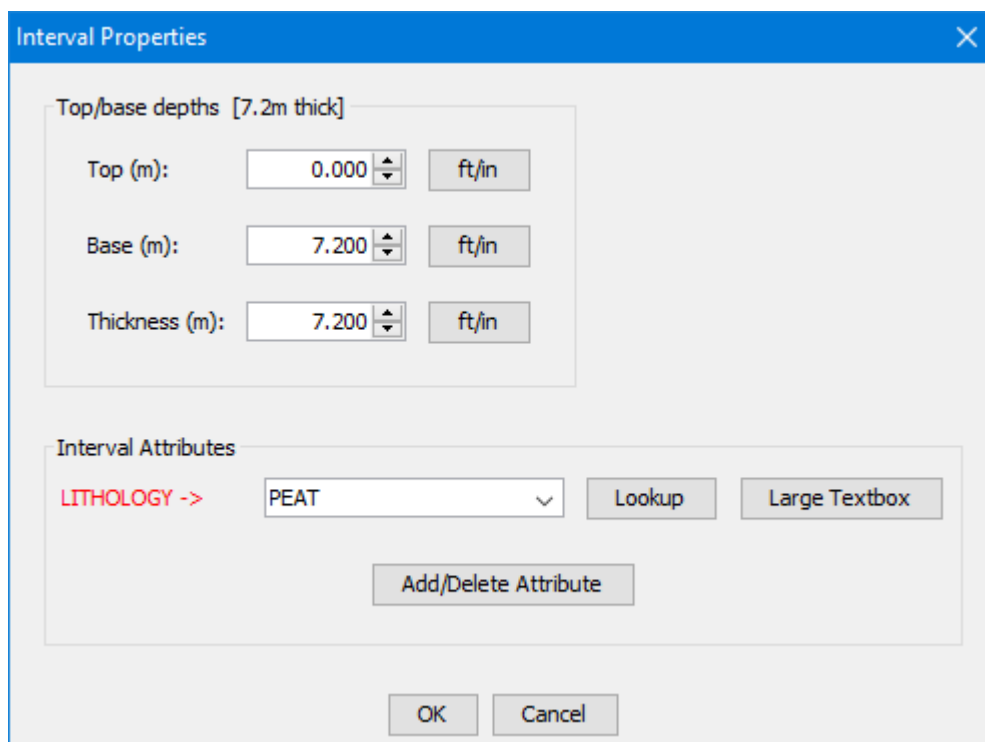 Interval Properties
Top/base depths [7.2m thick]
Top (m): 0.000 ft/in
Base (m): 7.200 ft/in
Thickness (m): 7.200 ft/in
Interval Attributes
LITHOLOGY -> PEAT Lookup Large Textbox
Add/Delete Attribute
OK Cancel